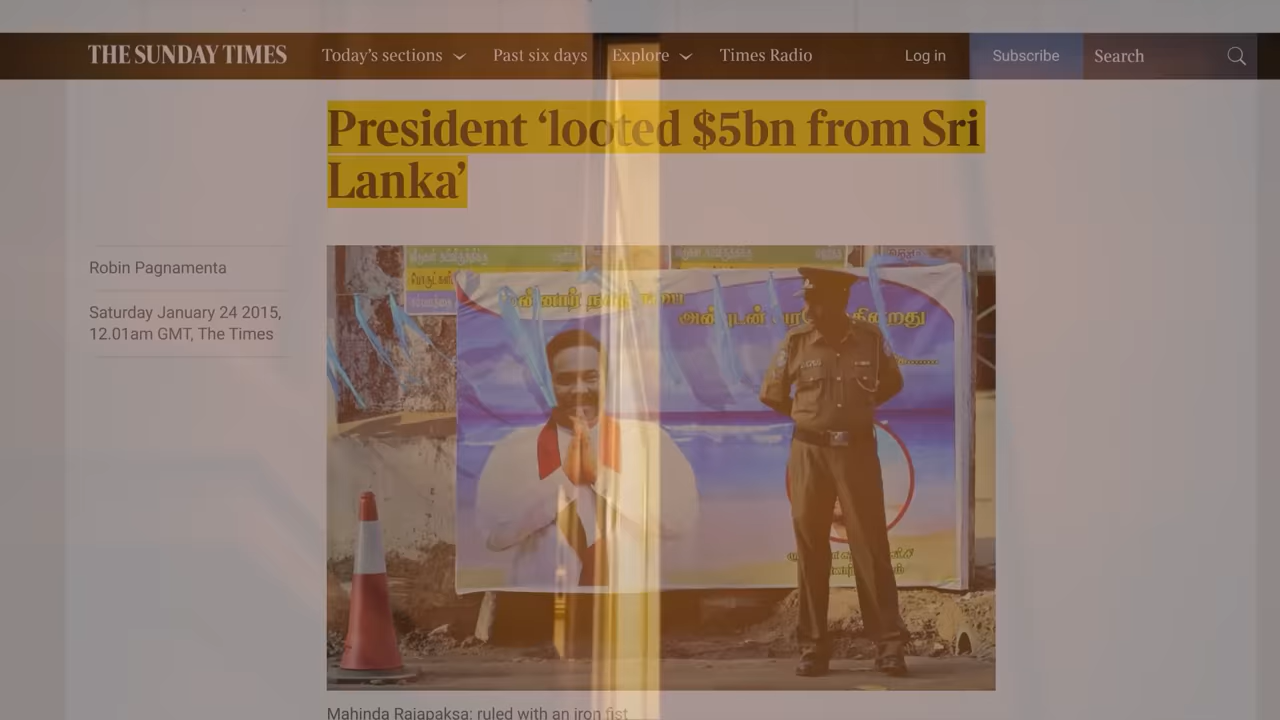 THE SUNDAY TIMES
Today's sections
Past six days
Explore
Times Radio
Log in
Subscribe
Search
President ‘looted $5bn from Sri
Lanka’
Robin Pagnamenta
Saturday January 24 2015,
12.01am GMT, The Times
Mahinda Rajapaksa: ruled with an iron fist